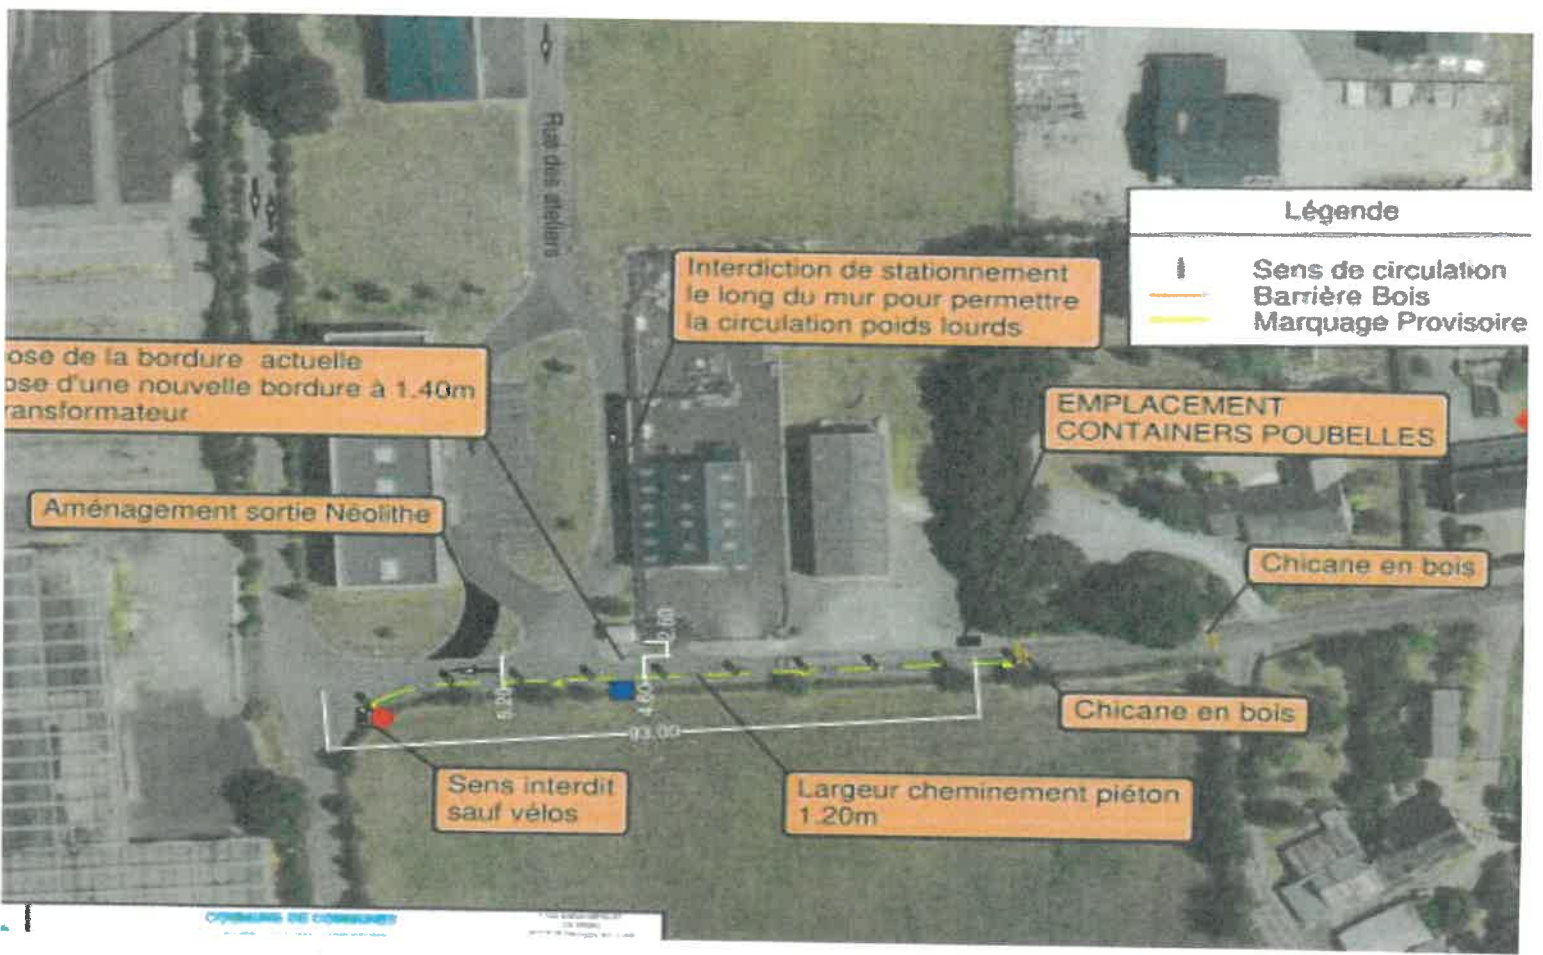 Rue des ateliers
Légende
Sens de circulation
Barrière Bois
Marquage Provisoire
Interdiction de stationnement
le long du mur pour permettre
la circulation poids lourds
ose de la bordure actuelle
ose d'une nouvelle bordure à 1.40m
ransformateur
EMPLACEMENT
CONTAINERS POUBELLES
Aménagement sortie Néolithe
Chicane en bois
2.60
6.20
4.60
93.00
Chicane en bois
Sens interdit
sauf vélos
Largeur cheminement piéton
1.20m